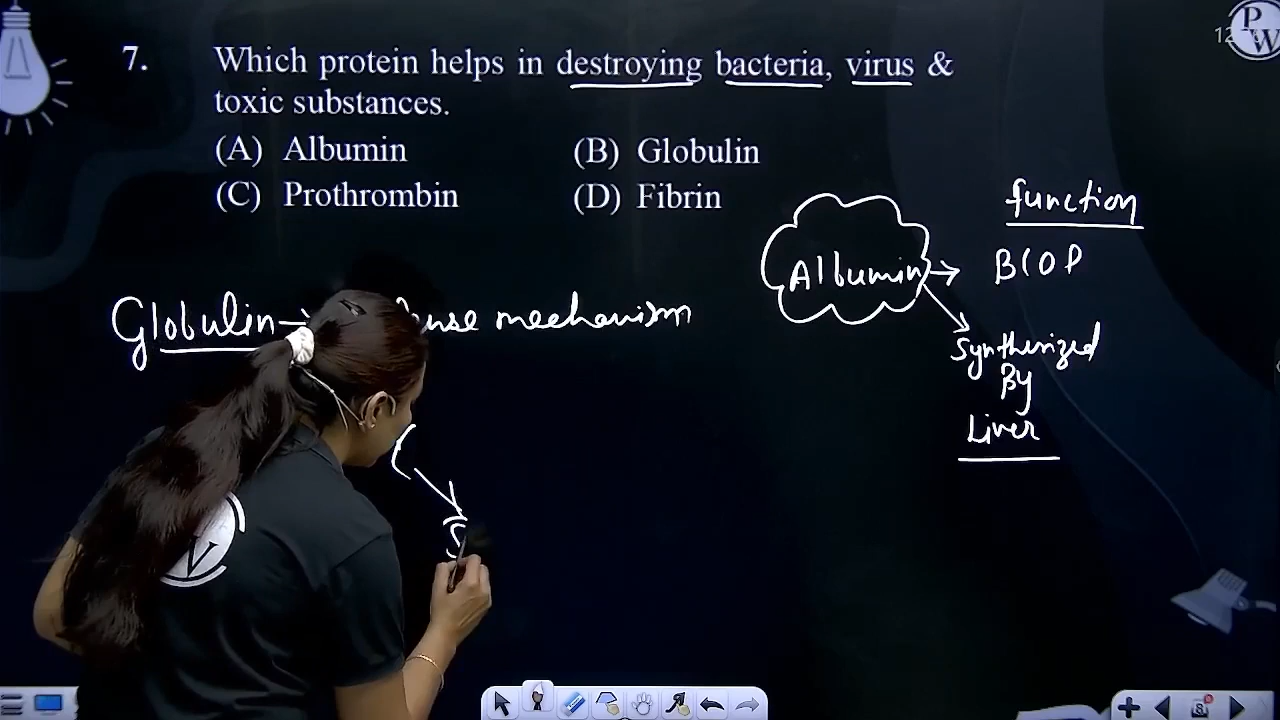 7. Which protein helps in destroying bacteria, virus &
toxic substances.
(A) Albumin (B) Globulin
(C) Prothrombin (D) Fibrin
function
Albumin → BCOP
Synthesized
By
Liver
Globulin → mechanism
PW